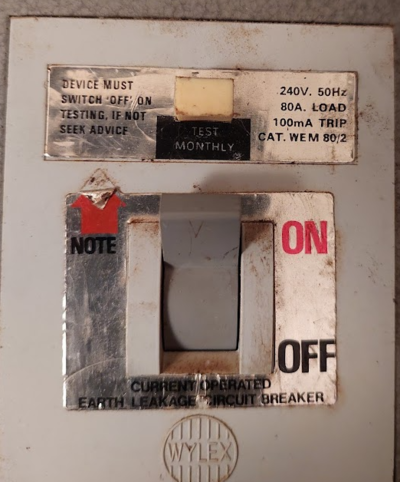 DEVICE MUST
SWITCH 'OFF' ON
TESTING, IF NOT
SEEK ADVICE
TEST
MONTHLY
240V. 50Hz
80A. LOAD
100mA TRIP
CAT. WEM 80/2
NOTE
ON
OFF
CURRENT OPERATED
EARTH LEAKAGE CIRCUIT BREAKER
WYLEX